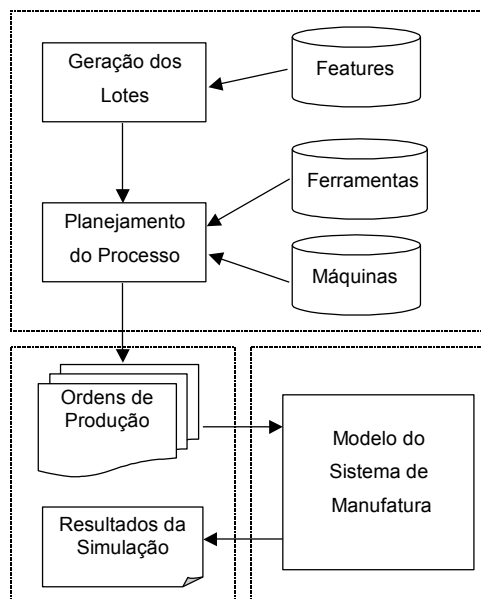 Geração dos
Lotes
Features
Ferramentas
Planejamento
do Processo
Máquinas
Ordens de
Produção
Modelo do
Sistema de
Manufatura
Resultados da
Simulação